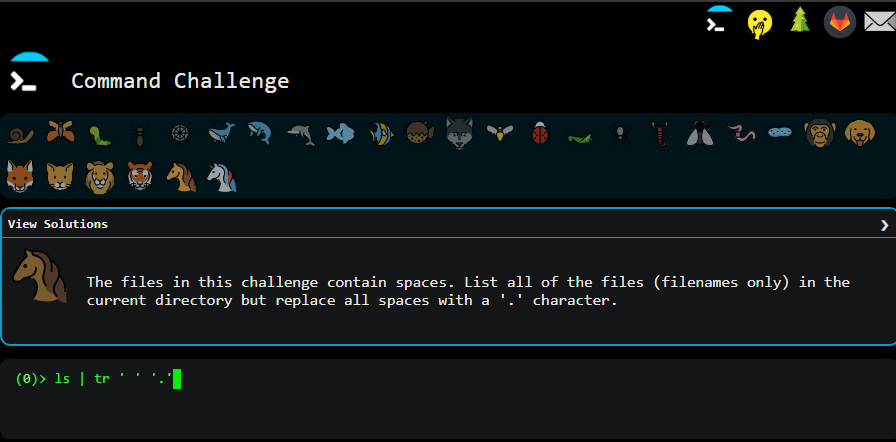 Command Challenge
View Solutions
The files in this challenge contain spaces. List all of the files (filenames only) in the
current directory but replace all spaces with a '.' character.
(0)> ls | tr ' ' '.'